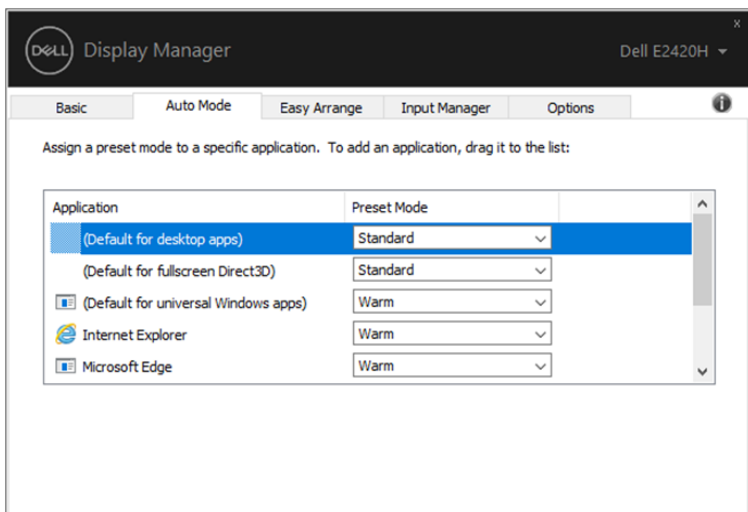 x
DELL Display Manager Dell E2420H
Basic Auto Mode Easy Arrange Input Manager Options
Assign a preset mode to a specific application. To add an application, drag it to the list:
Application Preset Mode
(Default for desktop apps) Standard
(Default for fullscreen Direct3D) Standard
(Default for universal Windows apps) Warm
Internet Explorer Warm
Microsoft Edge Warm